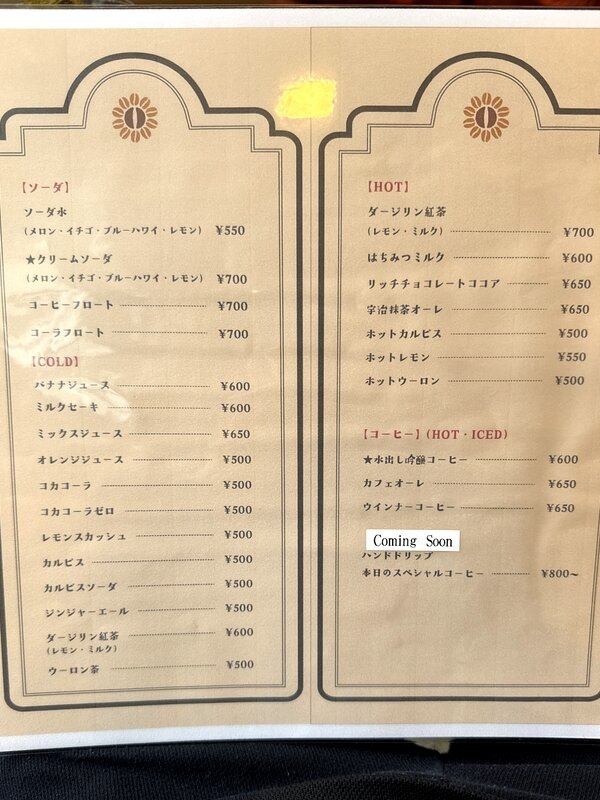 【ソーダ】
ソーダ水
(メロン・イチゴ・ブルーハワイ・レモン) ¥550
★クリームソーダ
(メロン・イチゴ・ブルーハワイ・レモン) ¥700
コーヒーフロート ¥700
コーラフロート ¥700
【COLD】
バナナジュース ¥600
ミルクセーキ ¥600
ミックスジュース ¥650
オレンジジュース ¥500
コカコーラ ¥500
コカコーラゼロ ¥500
レモンスカッシュ ¥500
カルピス ¥500
カルピスソーダ ¥500
ジンジャーエール ¥500
ダージリン紅茶 ¥600
(レモン・ミルク)
ウーロン茶 ¥500
【HOT】
ダージリン紅茶
(レモン・ミルク) ¥700
はちみつミルク ¥600
リッチチョコレートココア ¥650
宇治抹茶オーレ ¥650
ホットカルピス ¥500
ホットレモン ¥550
ホットウーロン ¥500
【コーヒー】(HOT・ICED)
★水出し吟醸コーヒー ¥600
カフェオーレ ¥650
ウインナーコーヒー ¥650
Coming Soon
ハンドドリップ
本日のスペシャルコーヒー ¥800〜